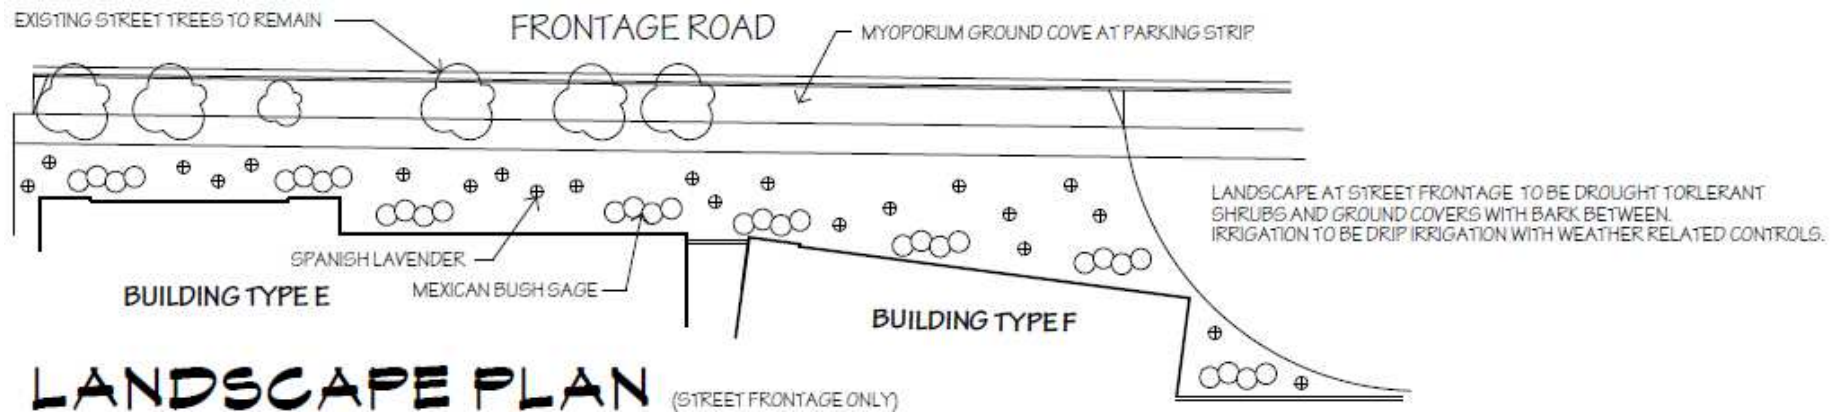 EXISTING STREET TREES TO REMAIN
FRONTAGE ROAD
MYOPORUM GROUND COVE AT PARKING STRIP
LANDSCAPE AT STREET FRONTAGE TO BE DROUGHT TORLERANT
SHRUBS AND GROUND COVERS WITH BARK BETWEEN.
IRRIGATION TO BE DRIP IRRIGATION WITH WEATHER RELATED CONTROLS.
SPANISH LAVENDER
MEXICAN BUSH SAGE
BUILDING TYPE E
BUILDING TYPE F
LANDSCAPE PLAN (STREET FRONTAGE ONLY)